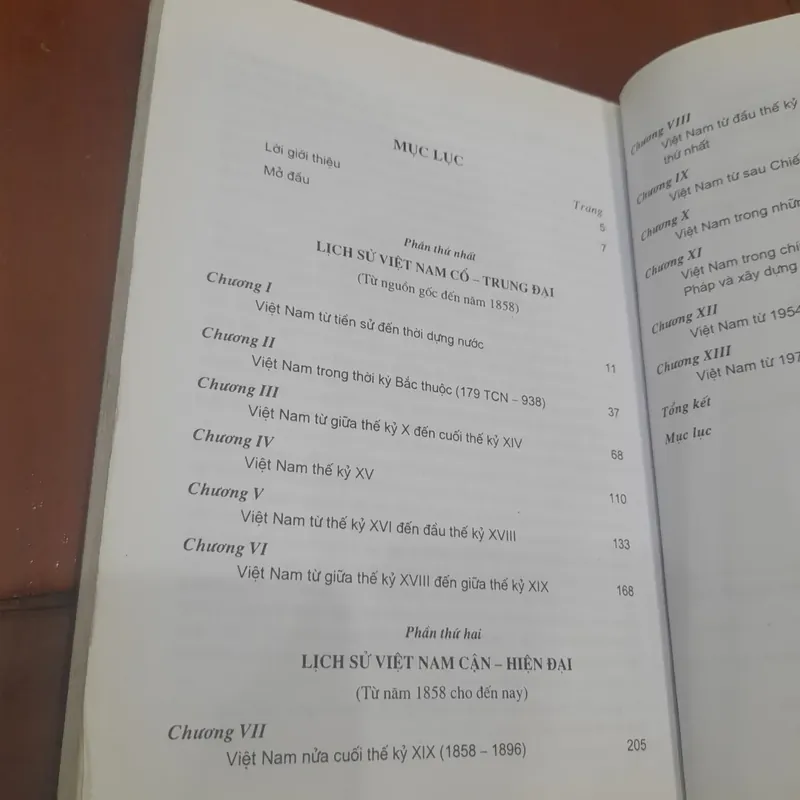 MỤC LỤC
Trang
Lời giới thiệu 5
Mở đầu 7
Phần thứ nhất
LỊCH SỬ VIỆT NAM CỔ – TRUNG ĐẠI
(Từ nguồn gốc đến năm 1858)
Chương I
Việt Nam từ tiền sử đến thời dựng nước 11
Chương II
Việt Nam trong thời kỳ Bắc thuộc (179 TCN – 938) 37
Chương III
Việt Nam từ giữa thế kỷ X đến cuối thế kỷ XIV 68
Chương IV
Việt Nam thế kỷ XV 110
Chương V
Việt Nam từ thế kỷ XVI đến đầu thế kỷ XVIII 133
Chương VI
Việt Nam từ giữa thế kỷ XVIII đến giữa thế kỷ XIX 168
Phần thứ hai
LỊCH SỬ VIỆT NAM CẬN – HIỆN ĐẠI
(Từ năm 1858 cho đến nay)
Chương VII
Việt Nam nửa cuối thế kỷ XIX (1858 – 1896) 205
Chương VIII
Việt Nam từ đầu thế kỷ
thứ nhất
Chương IX
Việt Nam từ sau Chiế
Chương X
Việt Nam trong những
Chương XI
Việt Nam trong
Pháp và xây dựng
Chương XII
Việt Nam từ 1954
Chương XIII
Việt Nam từ 197
Tổng kết
Mục lục